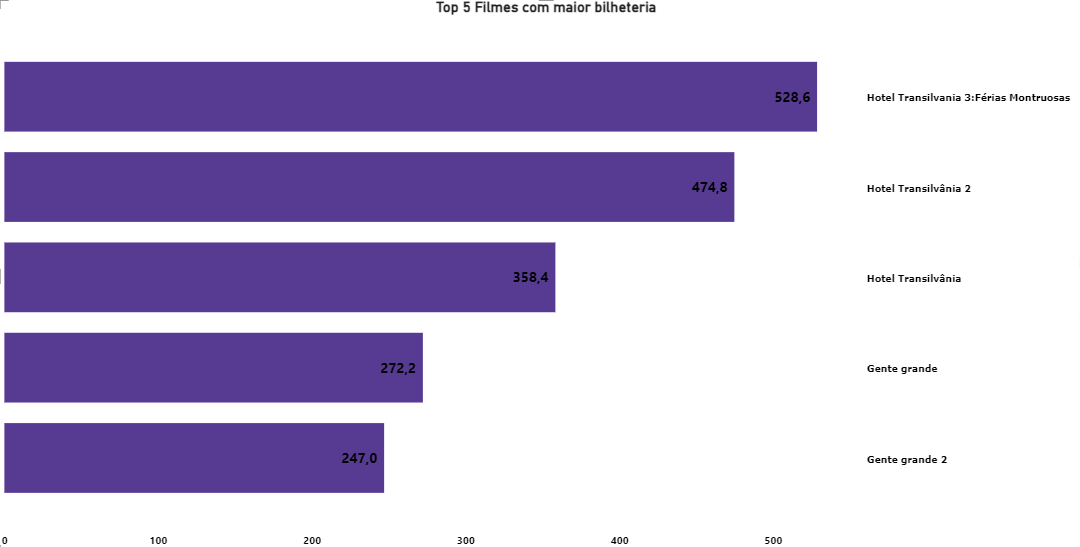 Top 5 Filmes com maior bilheteria
528,6 Hotel Transilvania 3:Férias Montruosas
474,8 Hotel Transilvânia 2
358,4 Hotel Transilvânia
272,2 Gente grande
247,0 Gente grande 2
0 100 200 300 400 500